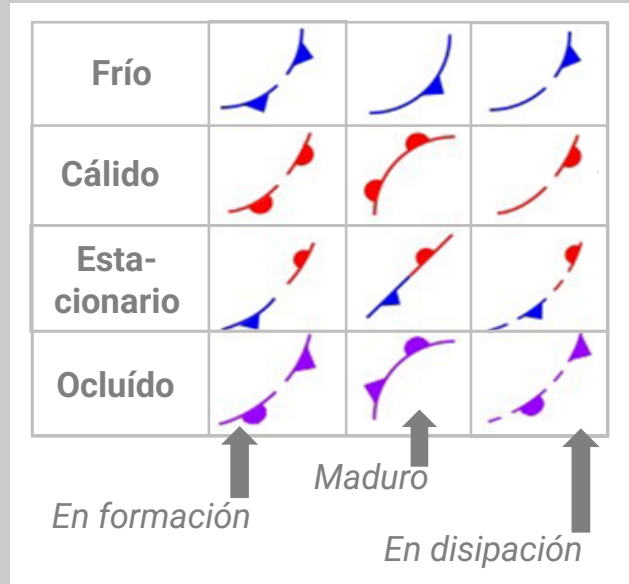 Frío
Cálido
Esta-
cionario
Ocluído
Maduro
En formación
En disipación